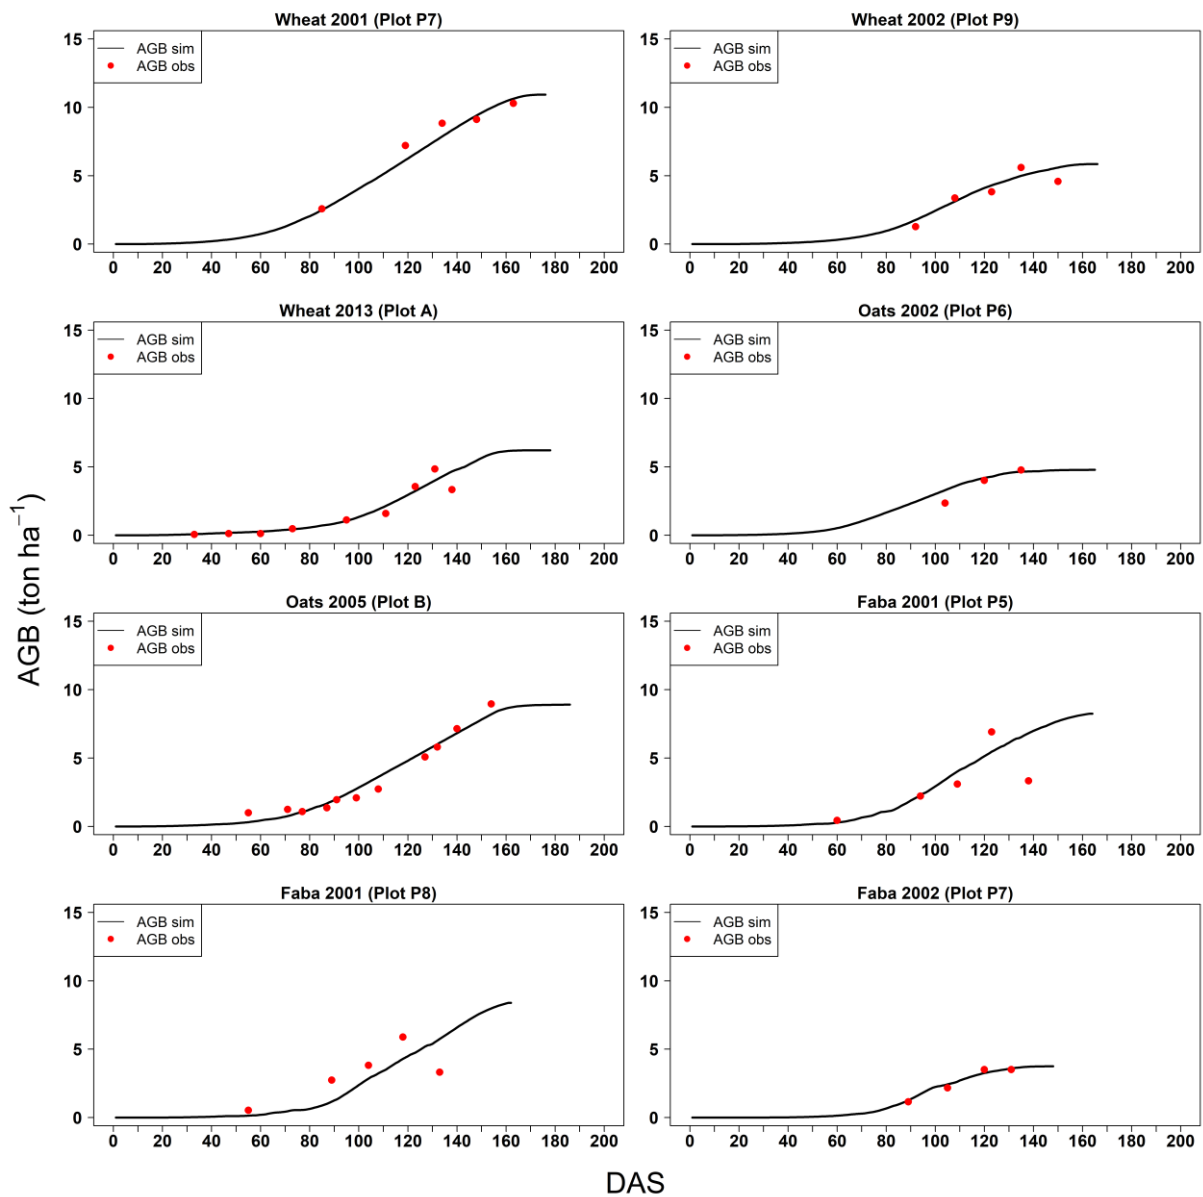 Wheat 2001 (Plot P7)
AGB sim
AGB obs
15
10
5
0
0 20 40 60 80 100 120 140 160 180 200
Wheat 2002 (Plot P9)
AGB sim
AGB obs
15
10
5
0
0 20 40 60 80 100 120 140 160 180 200
Wheat 2013 (Plot A)
AGB sim
AGB obs
15
10
5
0
0 20 40 60 80 100 120 140 160 180 200
Oats 2002 (Plot P6)
AGB sim
AGB obs
15
10
5
0
0 20 40 60 80 100 120 140 160 180 200
AGB (ton ha⁻¹)
Oats 2005 (Plot B)
AGB sim
AGB obs
15
10
5
0
0 20 40 60 80 100 120 140 160 180 200
Faba 2001 (Plot P5)
AGB sim
AGB obs
15
10
5
0
0 20 40 60 80 100 120 140 160 180 200
Faba 2001 (Plot P8)
AGB sim
AGB obs
15
10
5
0
0 20 40 60 80 100 120 140 160 180 200
Faba 2002 (Plot P7)
AGB sim
AGB obs
15
10
5
0
0 20 40 60 80 100 120 140 160 180 200
DAS